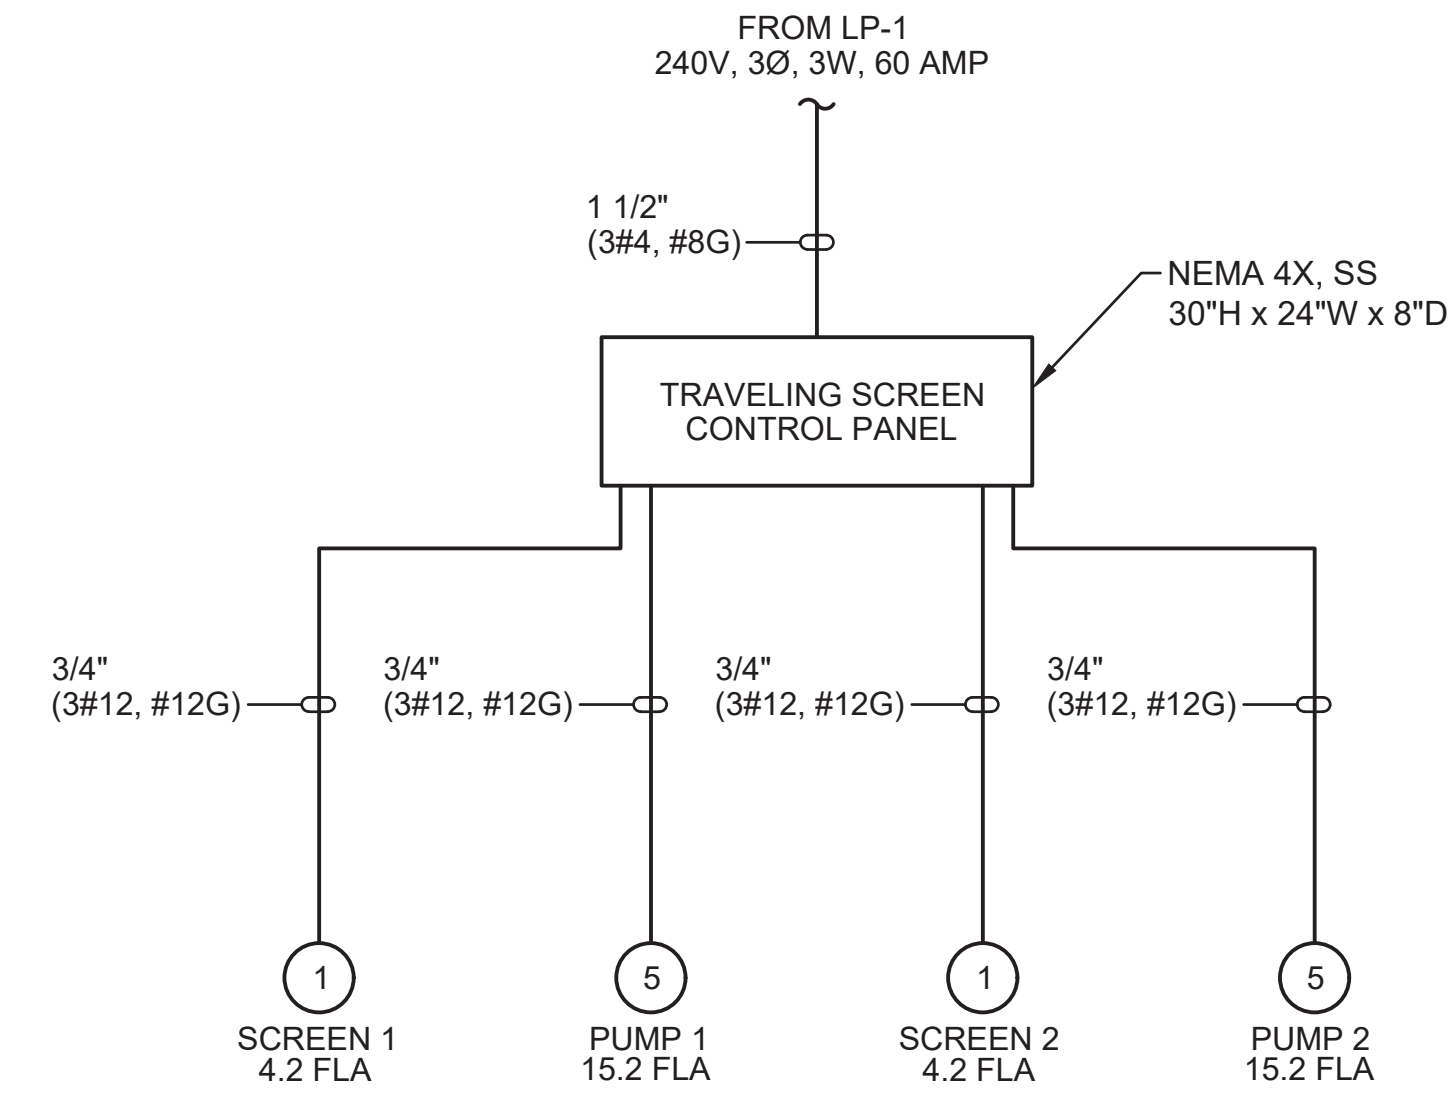 FROM LP-1
240V, 3Ø, 3W, 60 AMP
1 1/2"
(3#4, #8G)
NEMA 4X, SS
30"H x 24"W x 8"D
TRAVELING SCREEN
CONTROL PANEL
3/4"
(3#12, #12G)
3/4"
(3#12, #12G)
3/4"
(3#12, #12G)
3/4"
(3#12, #12G)
1
SCREEN 1
4.2 FLA
5
PUMP 1
15.2 FLA
1
SCREEN 2
4.2 FLA
5
PUMP 2
15.2 FLA